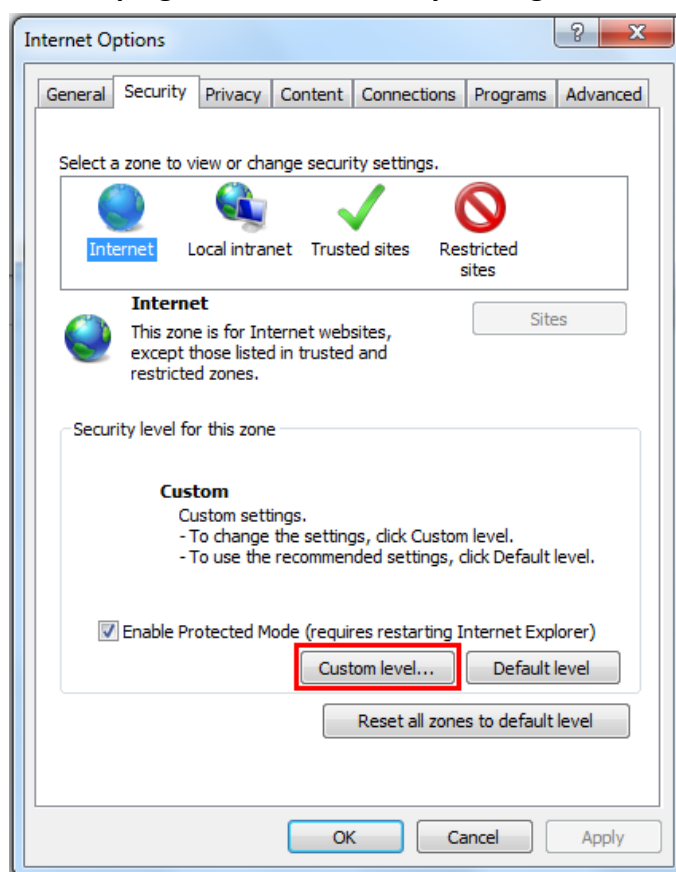 Internet Options
General Security Privacy Content Connections Programs Advanced
Select a zone to view or change security settings.
Internet Local intranet Trusted sites Restricted sites
Internet
Sites
This zone is for Internet websites,
except those listed in trusted and
restricted zones.
Security level for this zone
Custom
Custom settings.
- To change the settings, click Custom level.
- To use the recommended settings, click Default level.
Enable Protected Mode (requires restarting Internet Explorer)
Custom level... Default level
Reset all zones to default level
OK Cancel Apply